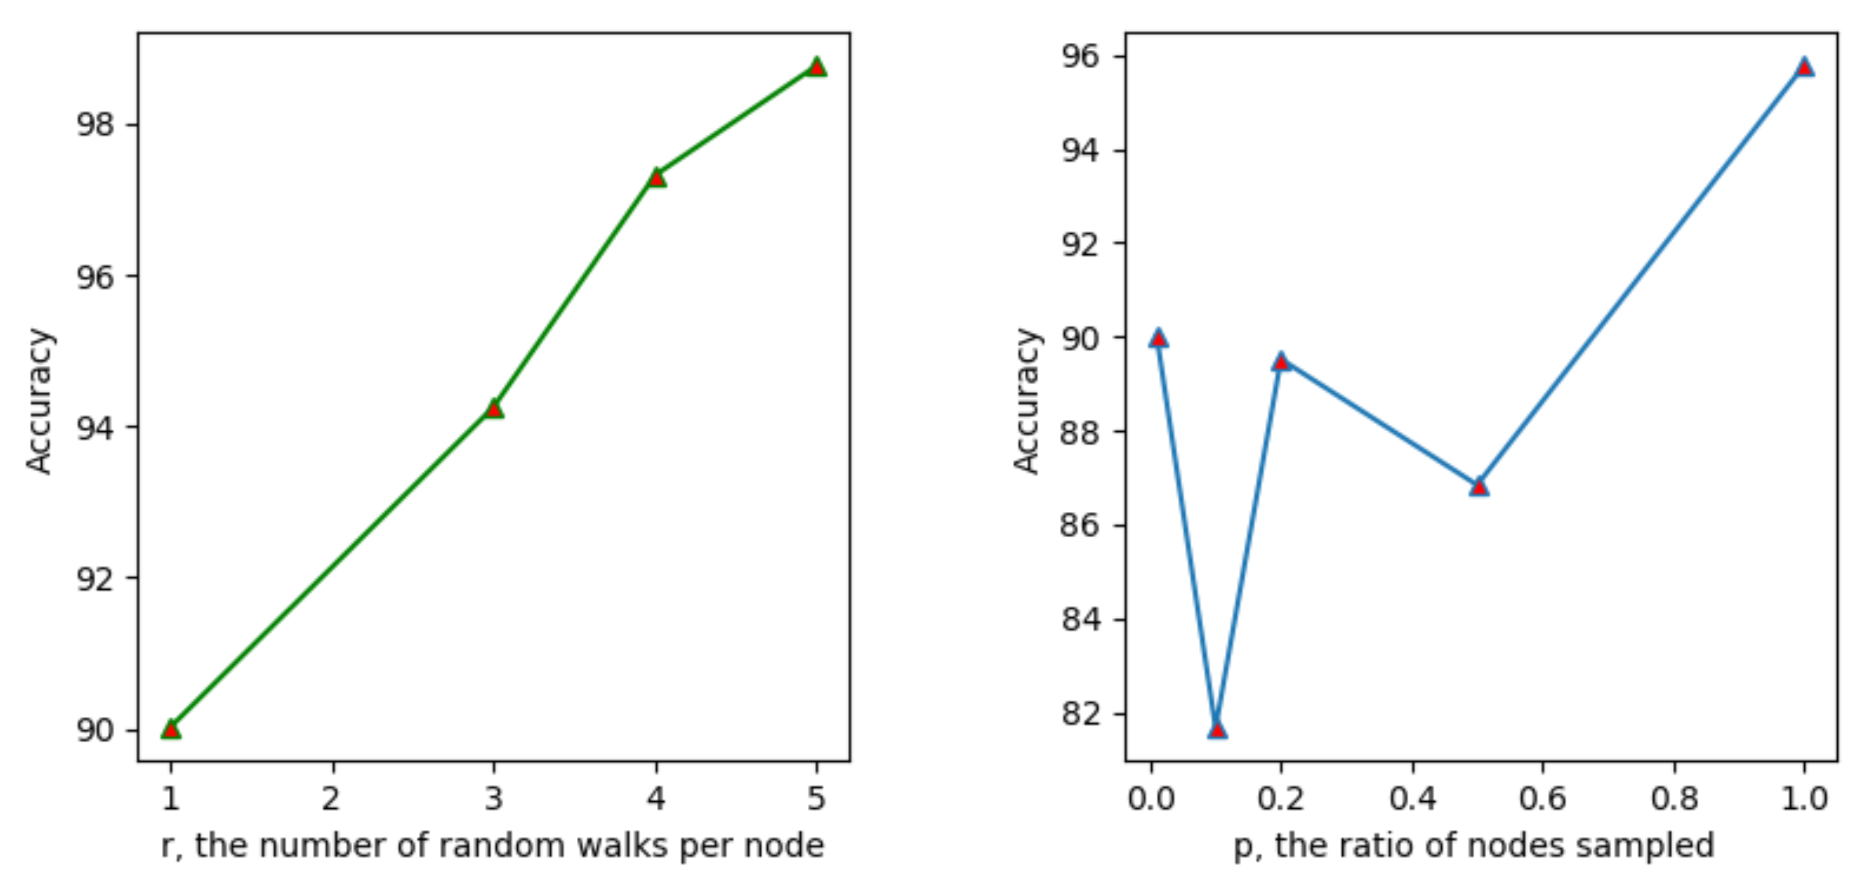 98
96
94
92
90
Accuracy
1 2 3 4 5
r, the number of random walks per node
96
94
92
90
88
86
84
82
Accuracy
0.0 0.2 0.4 0.6 0.8 1.0
p, the ratio of nodes sampled